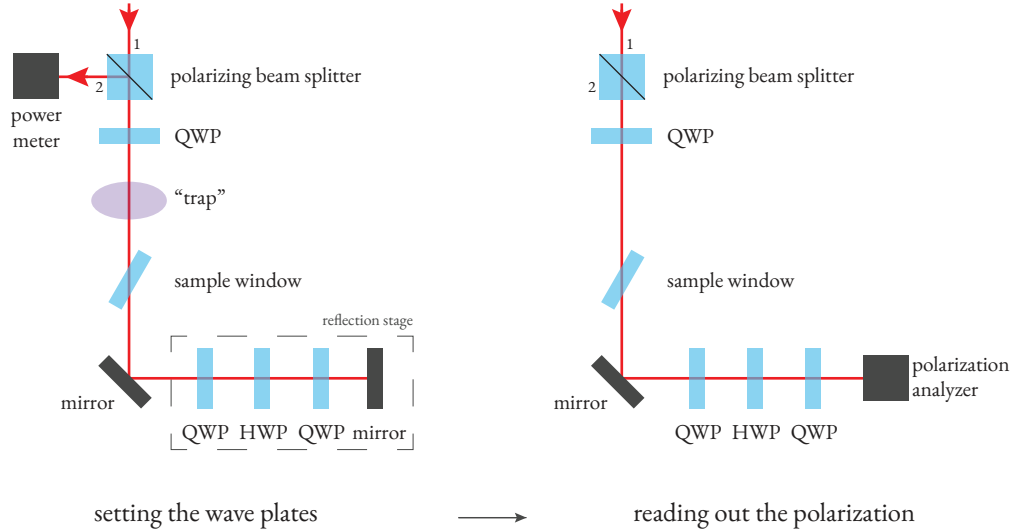 1
2
polarizing beam splitter
power
meter
QWP
“trap”
sample window
reflection stage
mirror
QWP
HWP
QWP
mirror
setting the wave plates
1
2
polarizing beam splitter
QWP
sample window
mirror
QWP
HWP
QWP
polarization
analyzer
reading out the polarization